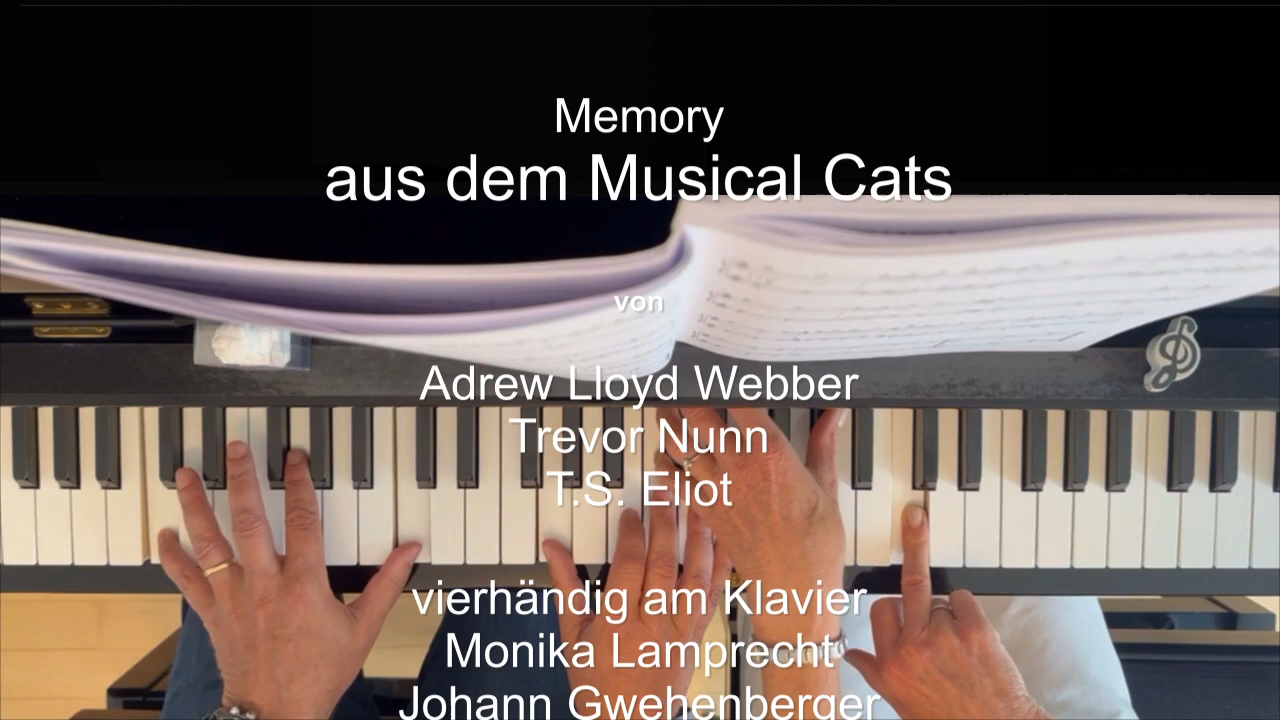 Memory
aus dem Musical Cats
von
Adrew Lloyd Webber
Trevor Nunn
T.S. Eliot
vierhändig am Klavier
Monika Lamprecht
Johann Gwehenberger